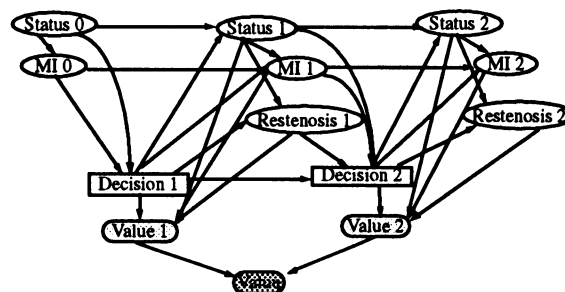 Status 0
Status 1
Status 2
MI 0
MI 1
MI 2
Restenosis 1
Restenosis 2
Decision 1
Decision 2
Value 1
Value 2
Value